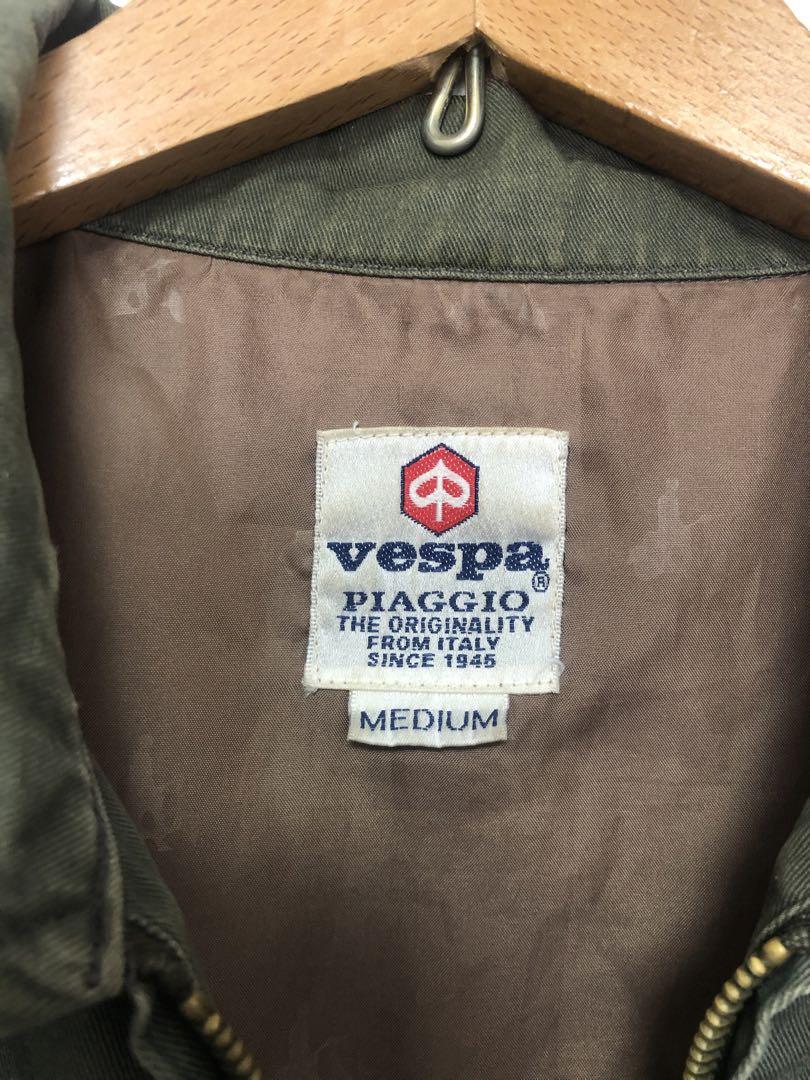 vespa®
PIAGGIO
THE ORIGINALITY
FROM ITALY
SINCE 1945
MEDIUM